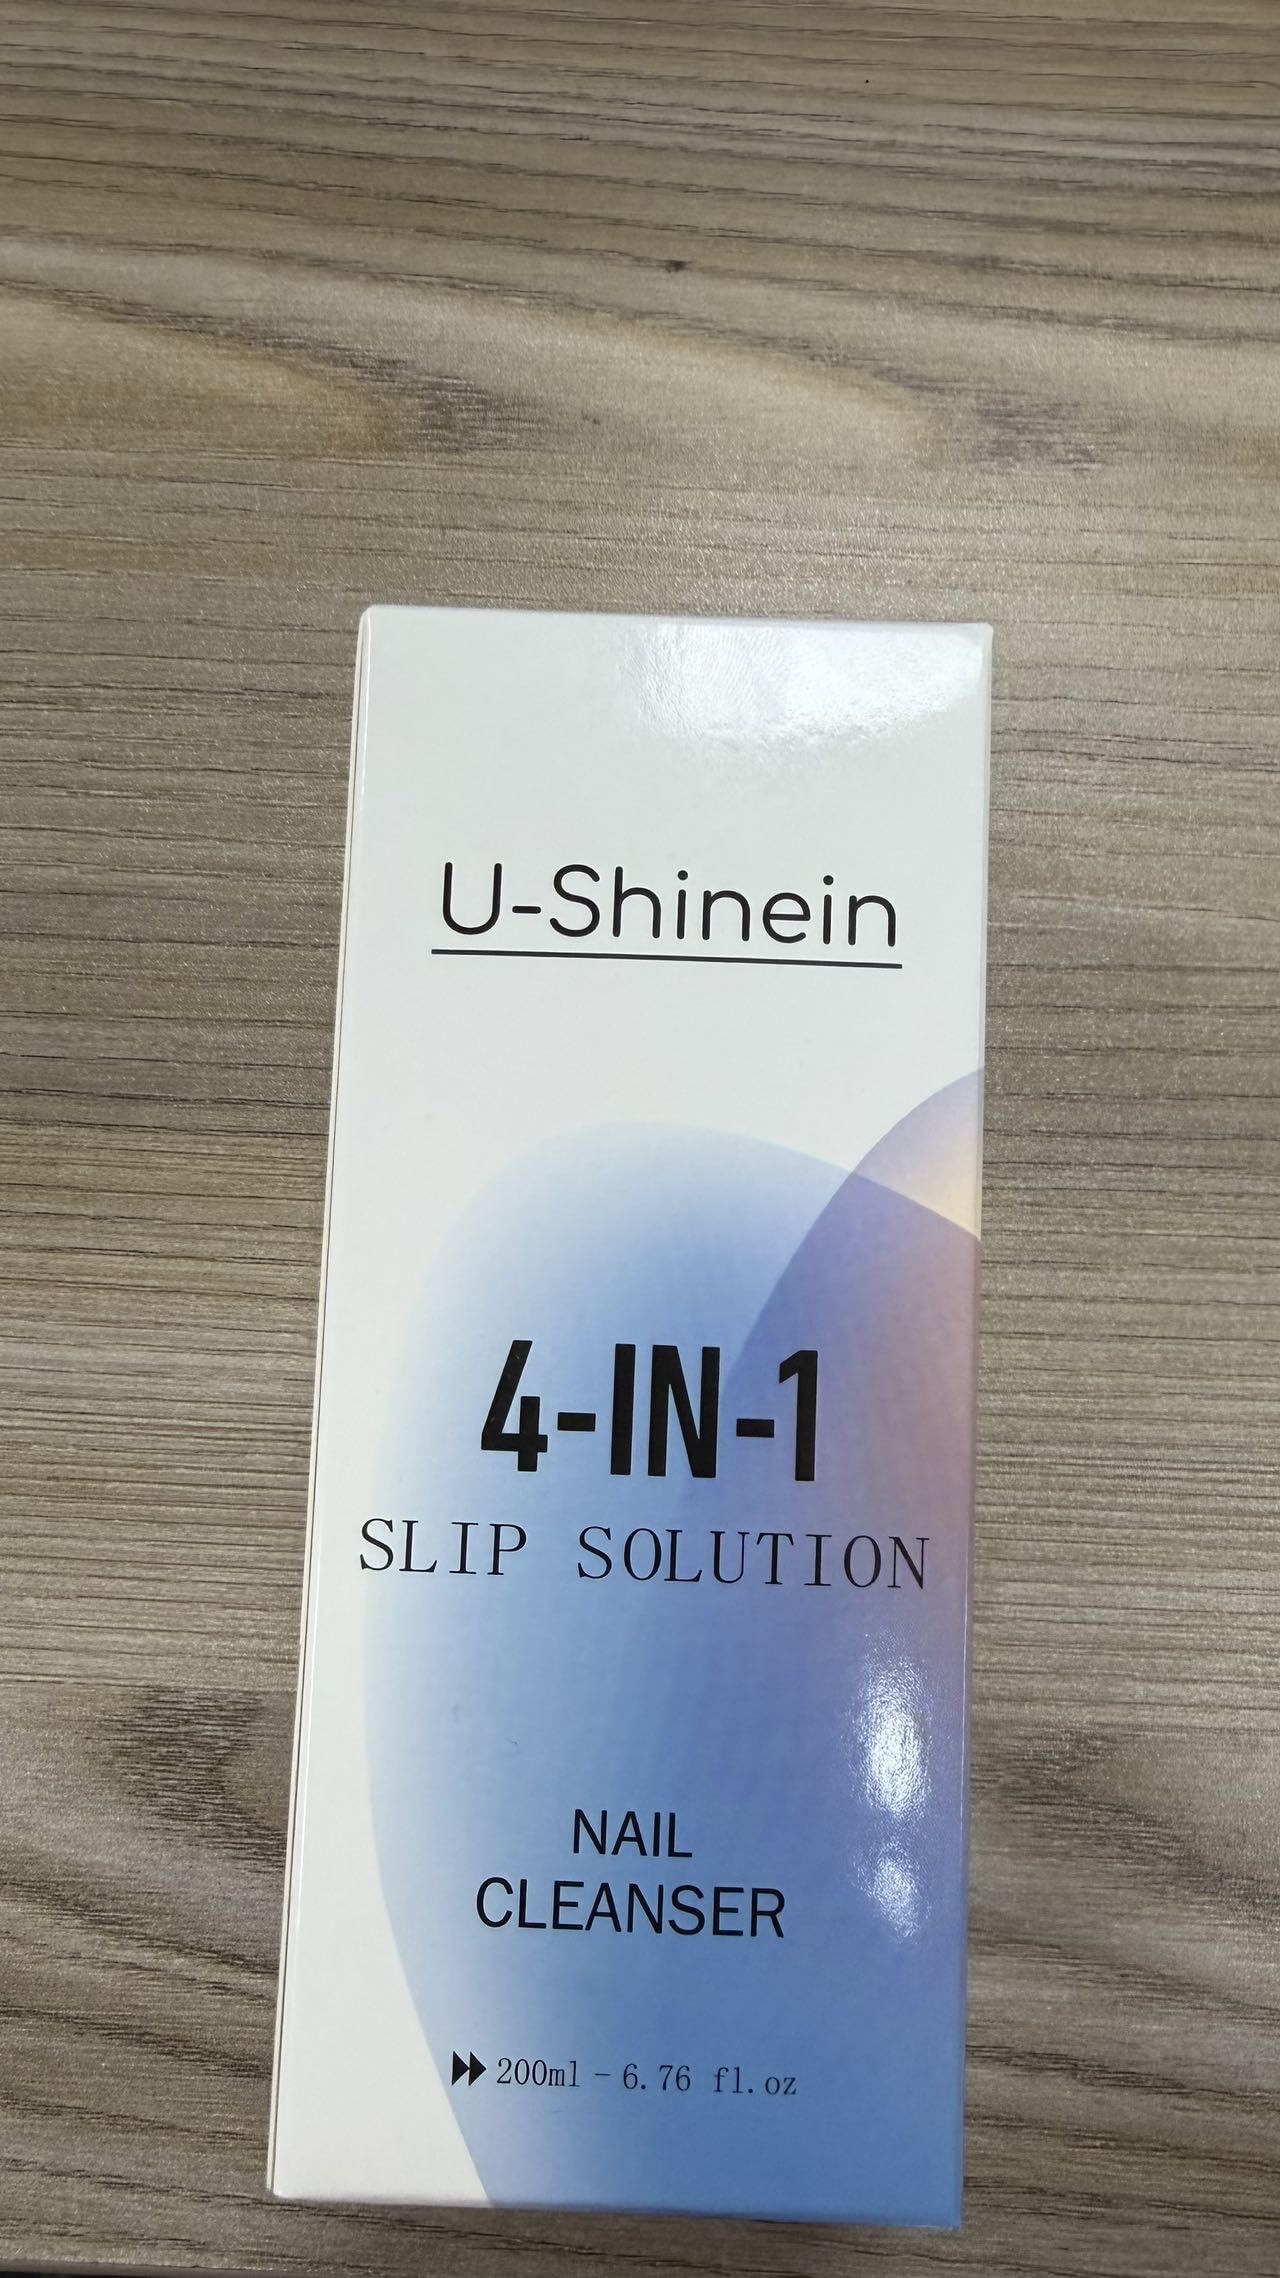 U-Shinein
4-IN-1
SLIP SOLUTION
NAIL
CLEANSER
200ml - 6.76 fl.oz